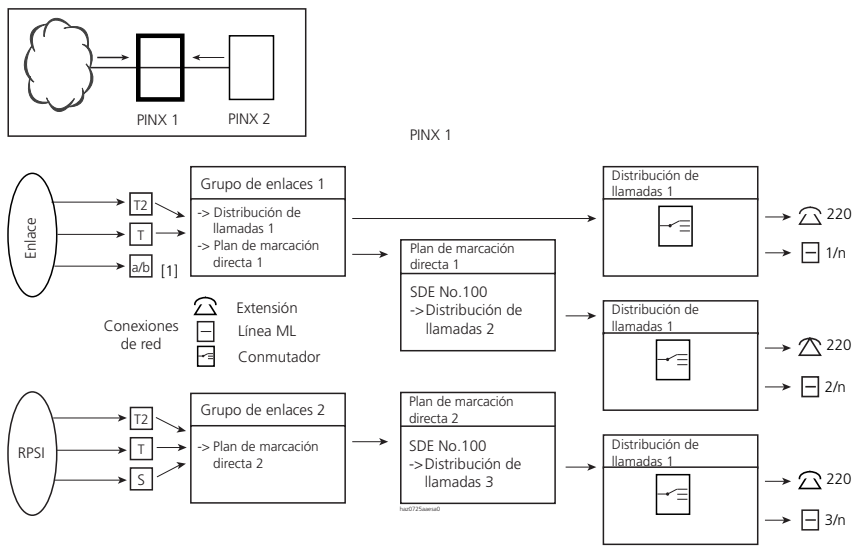 PINX 1
PINX 2
PINX 1
Enlace
T2
T
a/b
[1]
Grupo de enlaces 1
-> Distribución de
llamadas 1
-> Plan de marcación
directa 1
Plan de marcación
directa 1
SDE No.100
->Distribución de
llamadas 2
Distribución de
llamadas 1
220
1/n
Distribución de
llamadas 1
220
2/n
Conexiones
de red
Extensión
Línea ML
Conmutador
RPSI
T2
T
S
Grupo de enlaces 2
-> Plan de marcación
directa 2
Plan de marcación
directa 2
SDE No.100
->Distribución de
llamadas 3
haz0725aaesa0
Distribución de
llamadas 1
220
3/n